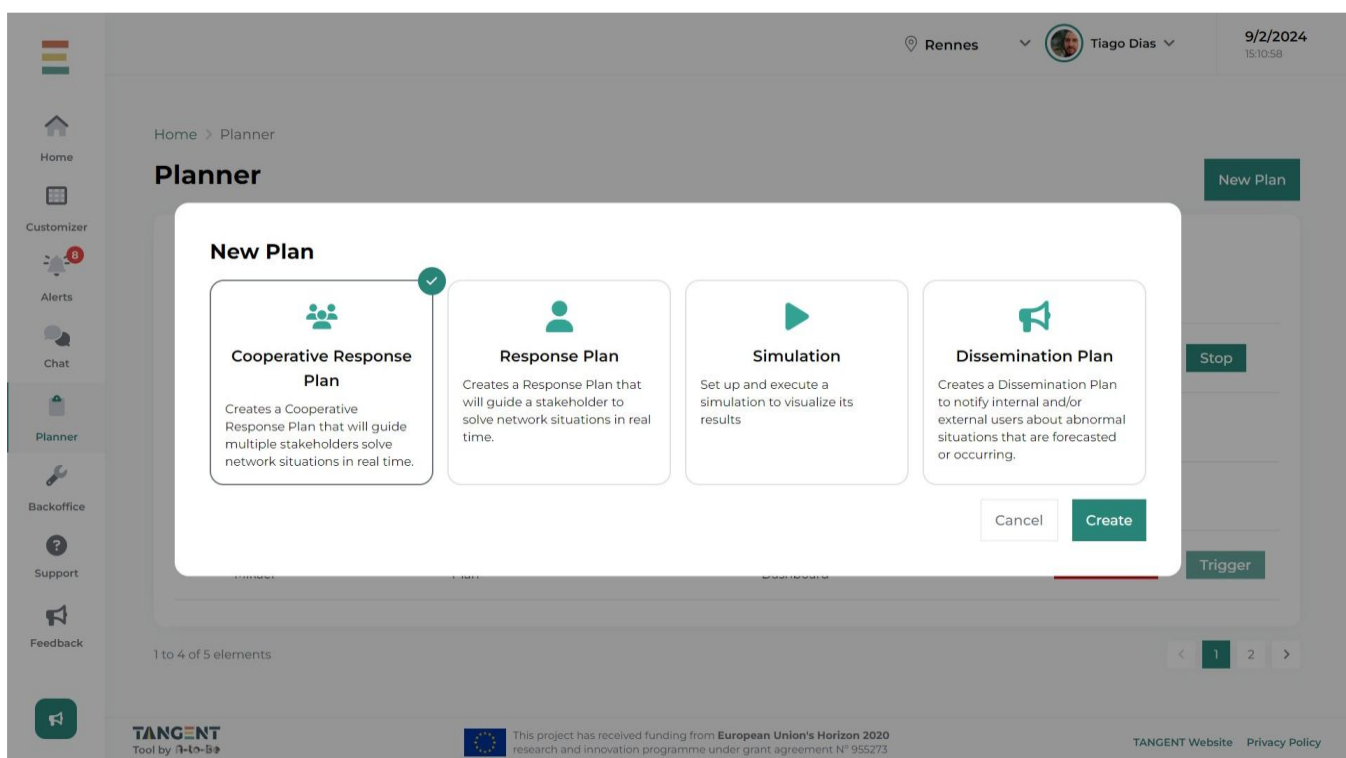 Rennes
Tiago Dias
9/2/2024
15:10:58
Home
Customizer
8
Alerts
Chat
Planner
Backoffice
Support
Feedback
Home > Planner
Planner
New Plan
New Plan
Cooperative Response
Plan
Creates a Cooperative
Response Plan that will guide
multiple stakeholders solve
network situations in real time.
Response Plan
Creates a Response Plan that
will guide a stakeholder to
solve network situations in real
time.
Simulation
Set up and execute a
simulation to visualize its
results
Dissemination Plan
Creates a Dissemination Plan
to notify internal and/or
external users about abnormal
situations that are forecasted
or occurring.
Cancel
Create
Stop
Trigger
1 to 4 of 5 elements
< 1 2 >
TANGENT
Tool by A-to-Be
This project has received funding from European Union's Horizon 2020
research and innovation programme under grant agreement N° 955273
TANGENT Website
Privacy Policy